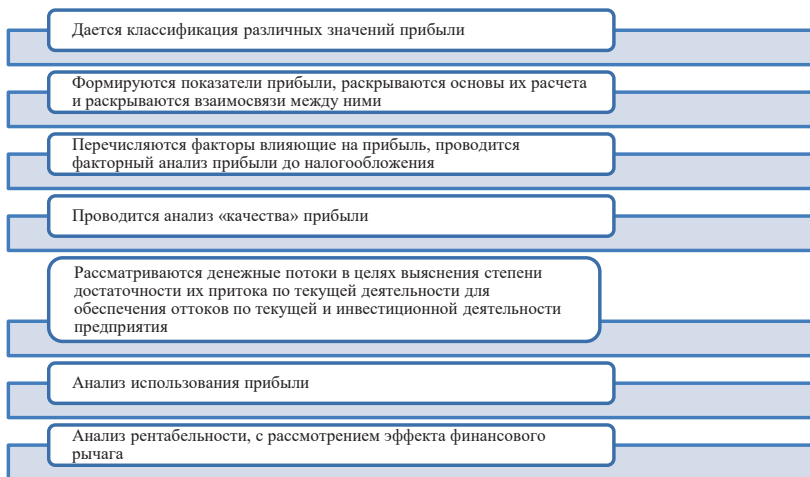 Дается классификация различных значений прибыли
Формируются показатели прибыли, раскрываются основы их расчета
и раскрываются взаимосвязи между ними
Перечисляются факторы влияющие на прибыль, проводится
факторный анализ прибыли до налогообложения
Проводится анализ «качества» прибыли
Рассматриваются денежные потоки в целях выяснения степени
достаточности их притока по текущей деятельности для
обеспечения оттоков по текущей и инвестиционной деятельности
предприятия
Анализ использования прибыли
Анализ рентабельности, с рассмотрением эффекта финансового
рычага